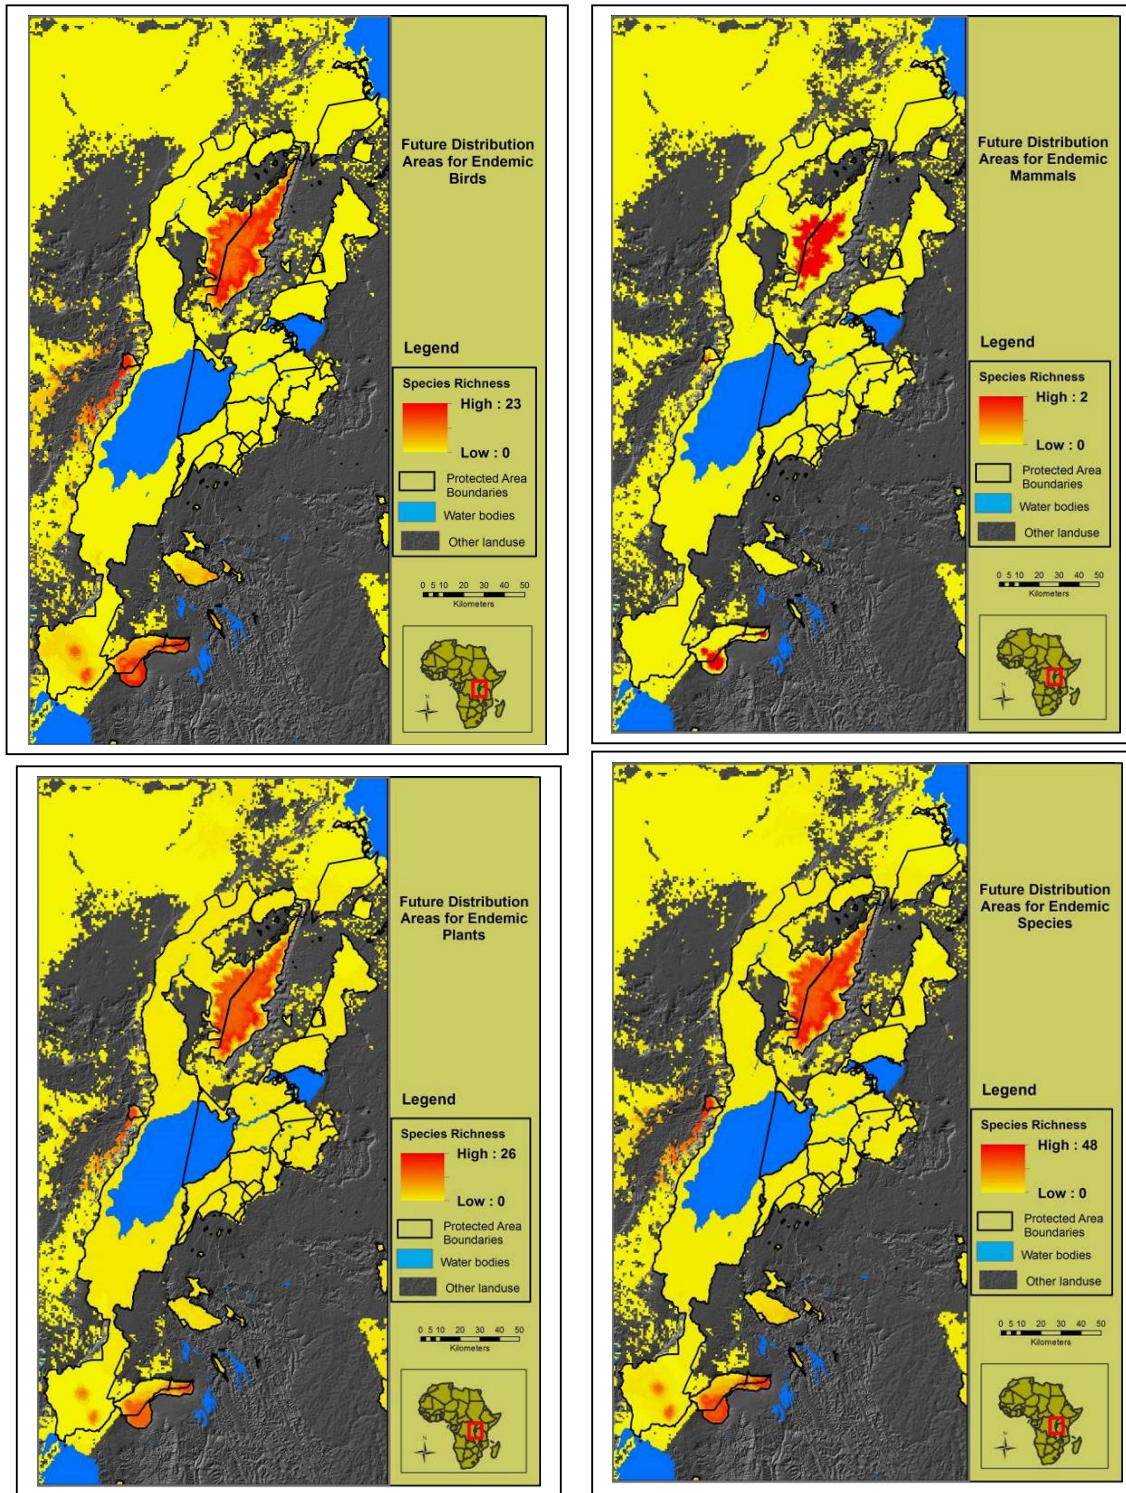 Future Distribution
Areas for Endemic
Birds
Legend
Species Richness
High : 23
Low : 0
Protected Area
Boundaries
Water bodies
Other landuse
0 5 10 20 30 40 50
Kilometers
N
Future Distribution
Areas for Endemic
Mammals
Legend
Species Richness
High : 2
Low : 0
Protected Area
Boundaries
Water bodies
Other landuse
0 5 10 20 30 40 50
Kilometers
N
Future Distribution
Areas for Endemic
Plants
Legend
Species Richness
High : 26
Low : 0
Protected Area
Boundaries
Water bodies
Other landuse
0 5 10 20 30 40 50
Kilometers
N
Future Distribution
Areas for Endemic
Species
Legend
Species Richness
High : 48
Low : 0
Protected Area
Boundaries
Water bodies
Other landuse
0 5 10 20 30 40 50
Kilometers
N